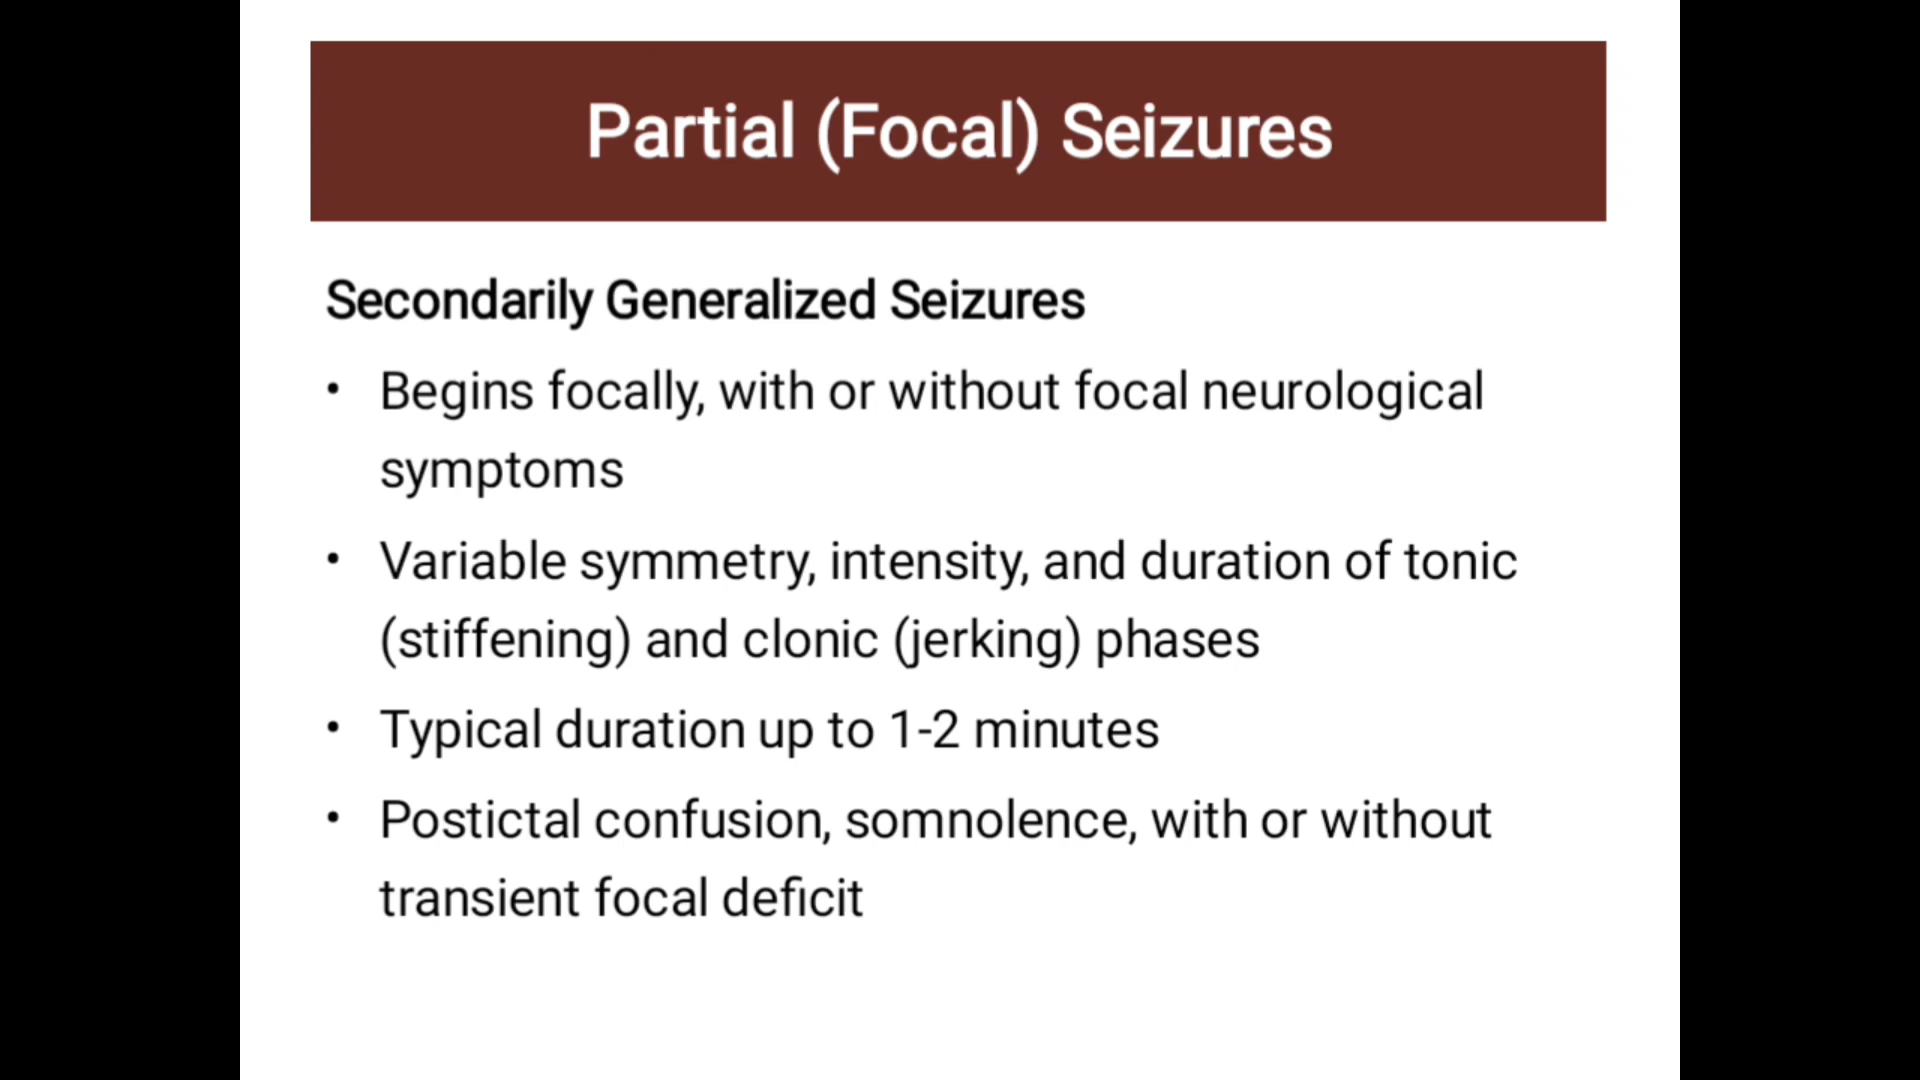 Partial (Focal) Seizures
Secondarily Generalized Seizures
• Begins focally, with or without focal neurological
symptoms
• Variable symmetry, intensity, and duration of tonic
(stiffening) and clonic (jerking) phases
• Typical duration up to 1-2 minutes
• Postictal confusion, somnolence, with or without
transient focal deficit